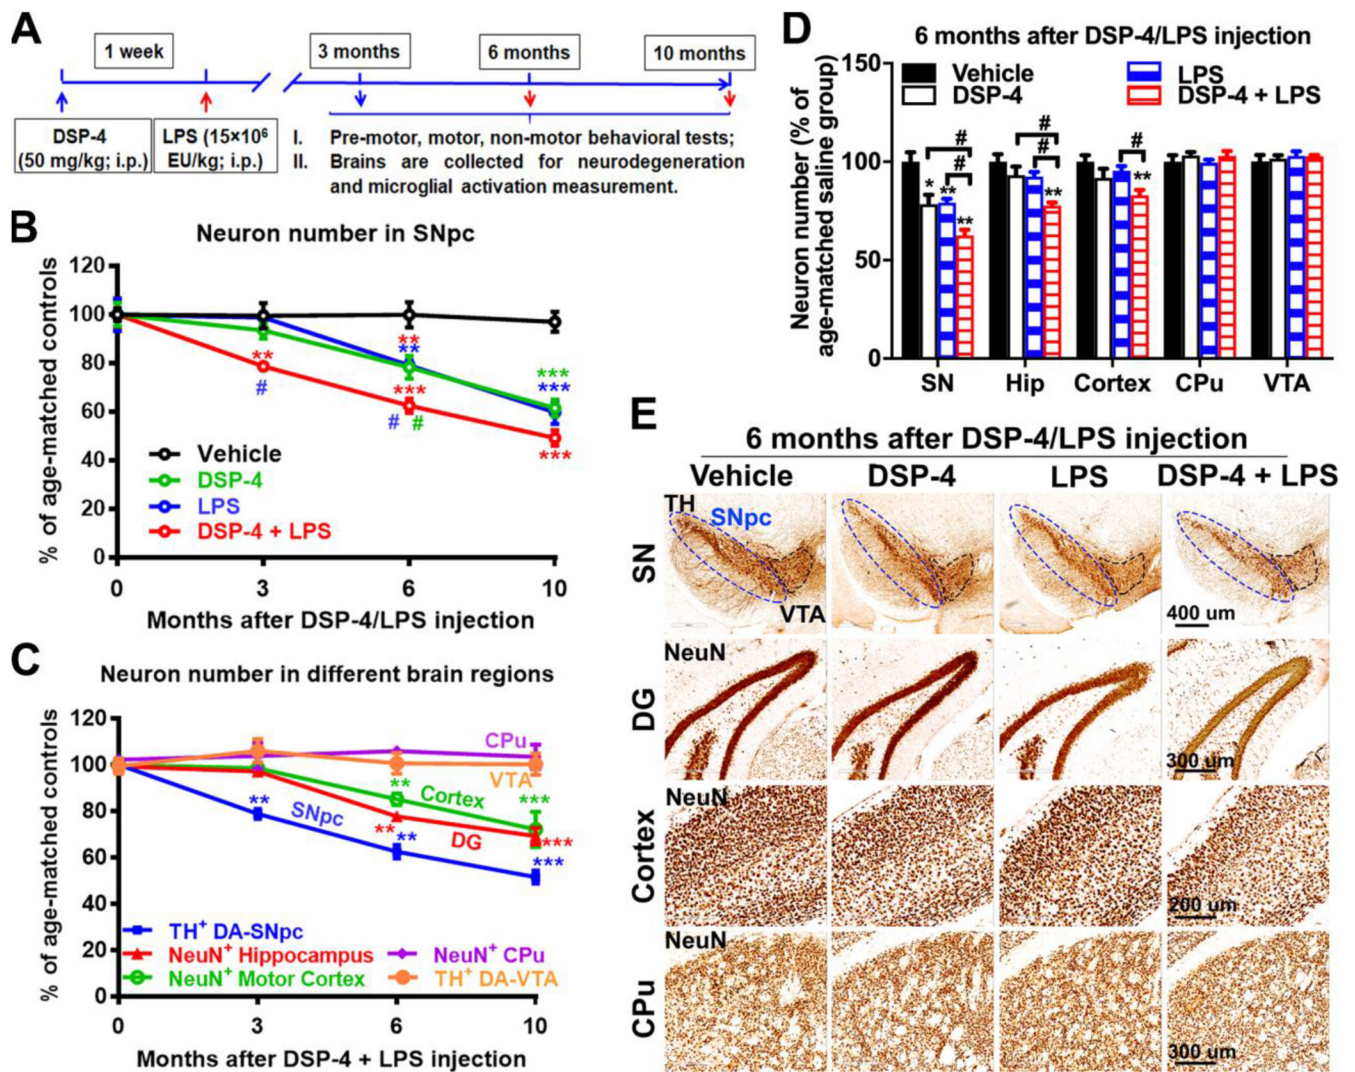 A
1 week
3 months
6 months
10 months
DSP-4
(50 mg/kg; i.p.)
LPS (15×10⁶
EU/kg; i.p.)
I. Pre-motor, motor, non-motor behavioral tests;
II. Brains are collected for neurodegeneration
and microglial activation measurement.
B
Neuron number in SNpc
% of age-matched controls
120
100
80
60
40
20
0
** # ** ** *** # # *** *** ***
Vehicle
DSP-4
LPS
DSP-4 + LPS
0 3 6 10
Months after DSP-4/LPS injection
C
Neuron number in different brain regions
% of age-matched controls
120
100
80
60
40
20
0
CPu
VTA
Cortex
SNpc
DG
** ** ** ** *** *** ***
TH⁺ DA-SNpc
NeuN⁺ Hippocampus
NeuN⁺ CPu
NeuN⁺ Motor Cortex
TH⁺ DA-VTA
0 3 6 10
Months after DSP-4 + LPS injection
D
6 months after DSP-4/LPS injection
Neuron number (% of
age-matched saline group)
150
100
50
0
Vehicle
LPS
DSP-4
DSP-4 + LPS
# # * ** **
# # **
# **
SN Hip Cortex CPu VTA
E
6 months after DSP-4/LPS injection
Vehicle DSP-4 LPS DSP-4 + LPS
SN
TH
SNpc
VTA
400 um
DG
NeuN
300 um
Cortex
NeuN
200 um
CPu
NeuN
300 um